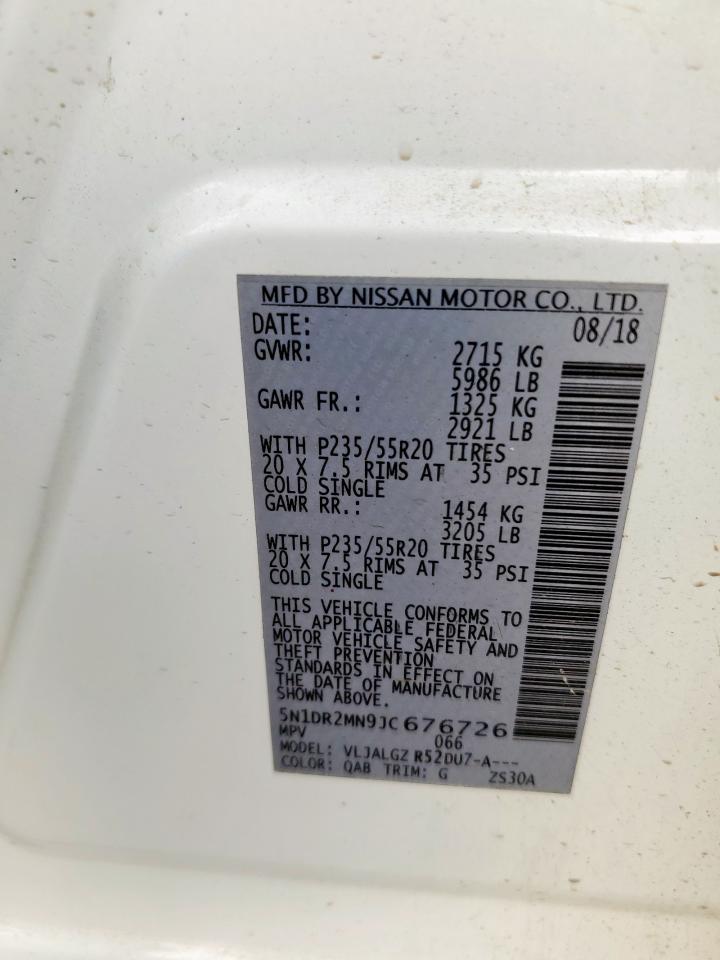 MFD BY NISSAN MOTOR CO., LTD.
DATE: 08/18
GVWR: 2715 KG
5986 LB
GAWR FR.: 1325 KG
2921 LB
WITH P235/55R20 TIRES
20 X 7.5 RIMS AT 35 PSI
COLD SINGLE
GAWR RR.: 1454 KG
3205 LB
WITH P235/55R20 TIRES
20 X 7.5 RIMS AT 35 PSI
COLD SINGLE
THIS VEHICLE CONFORMS TO
ALL APPLICABLE FEDERAL
MOTOR VEHICLE SAFETY AND
THEFT PREVENTION
STANDARDS IN EFFECT ON
THE DATE OF MANUFACTURE
SHOWN ABOVE.
5N1DR2MN9JC676726
MPV 066
MODEL: VLJALGZ R52DU7-A---
COLOR: QAB TRIM: G ZS30A